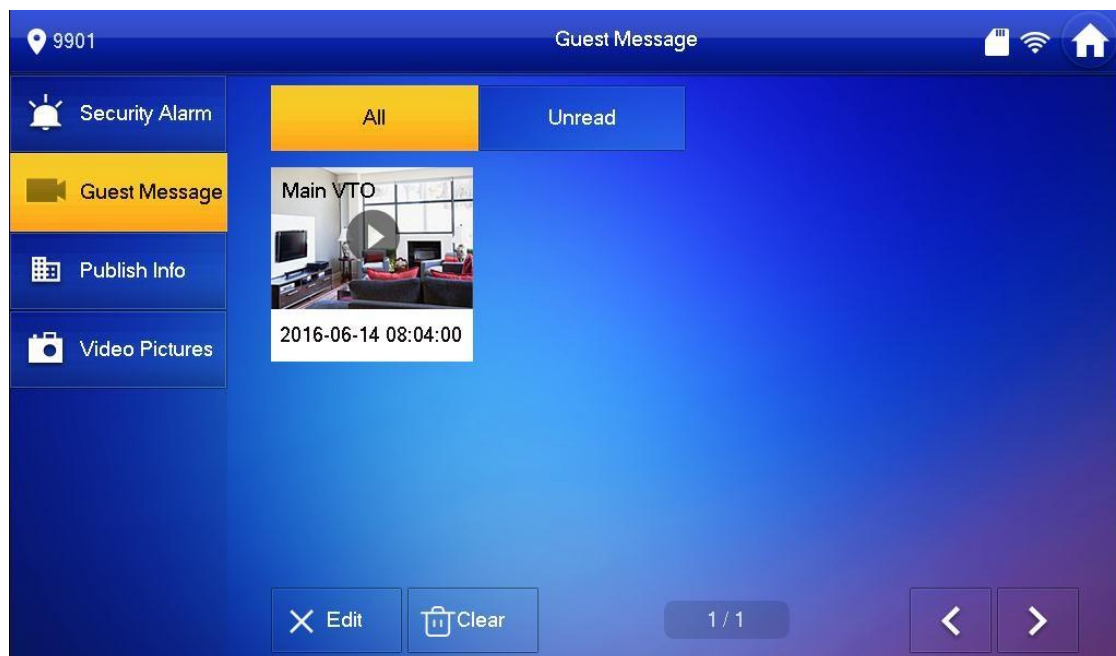 9901
Guest Message
Security Alarm
Guest Message
Publish Info
Video Pictures
All
Unread
Main VTO
2016-06-14 08:04:00
Edit
Clear
1 / 1